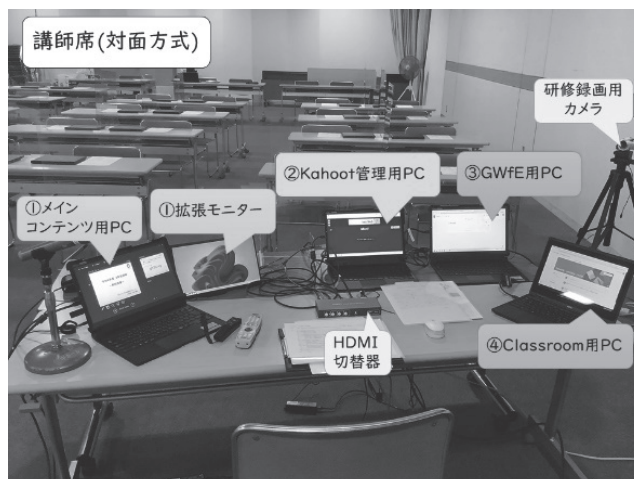 講師席(対面方式)
研修録画用
カメラ
②Kahoot管理用PC
③GWfE用PC
①メイン
コンテンツ用PC
①拡張モニター
HDMI
切替器
④Classroom用PC